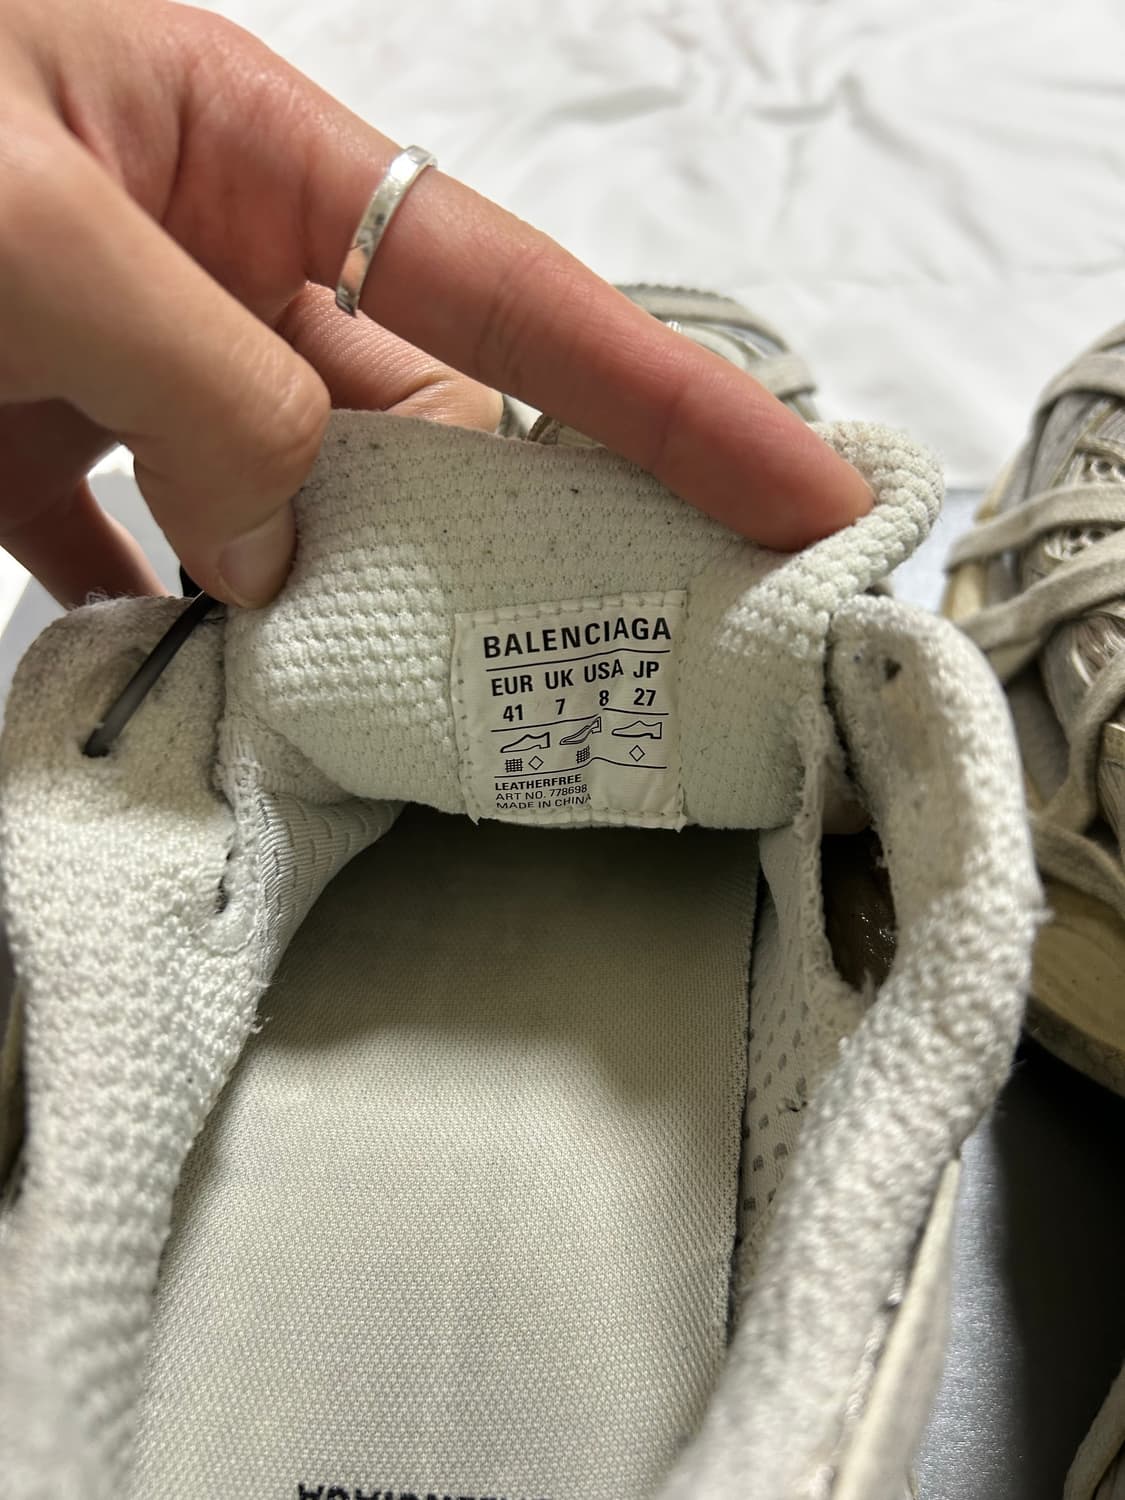 BALENCIAGA
EUR UK USA JP
41 7 8 27
LEATHERFREE
ART NO. 778698
MADE IN CHINA